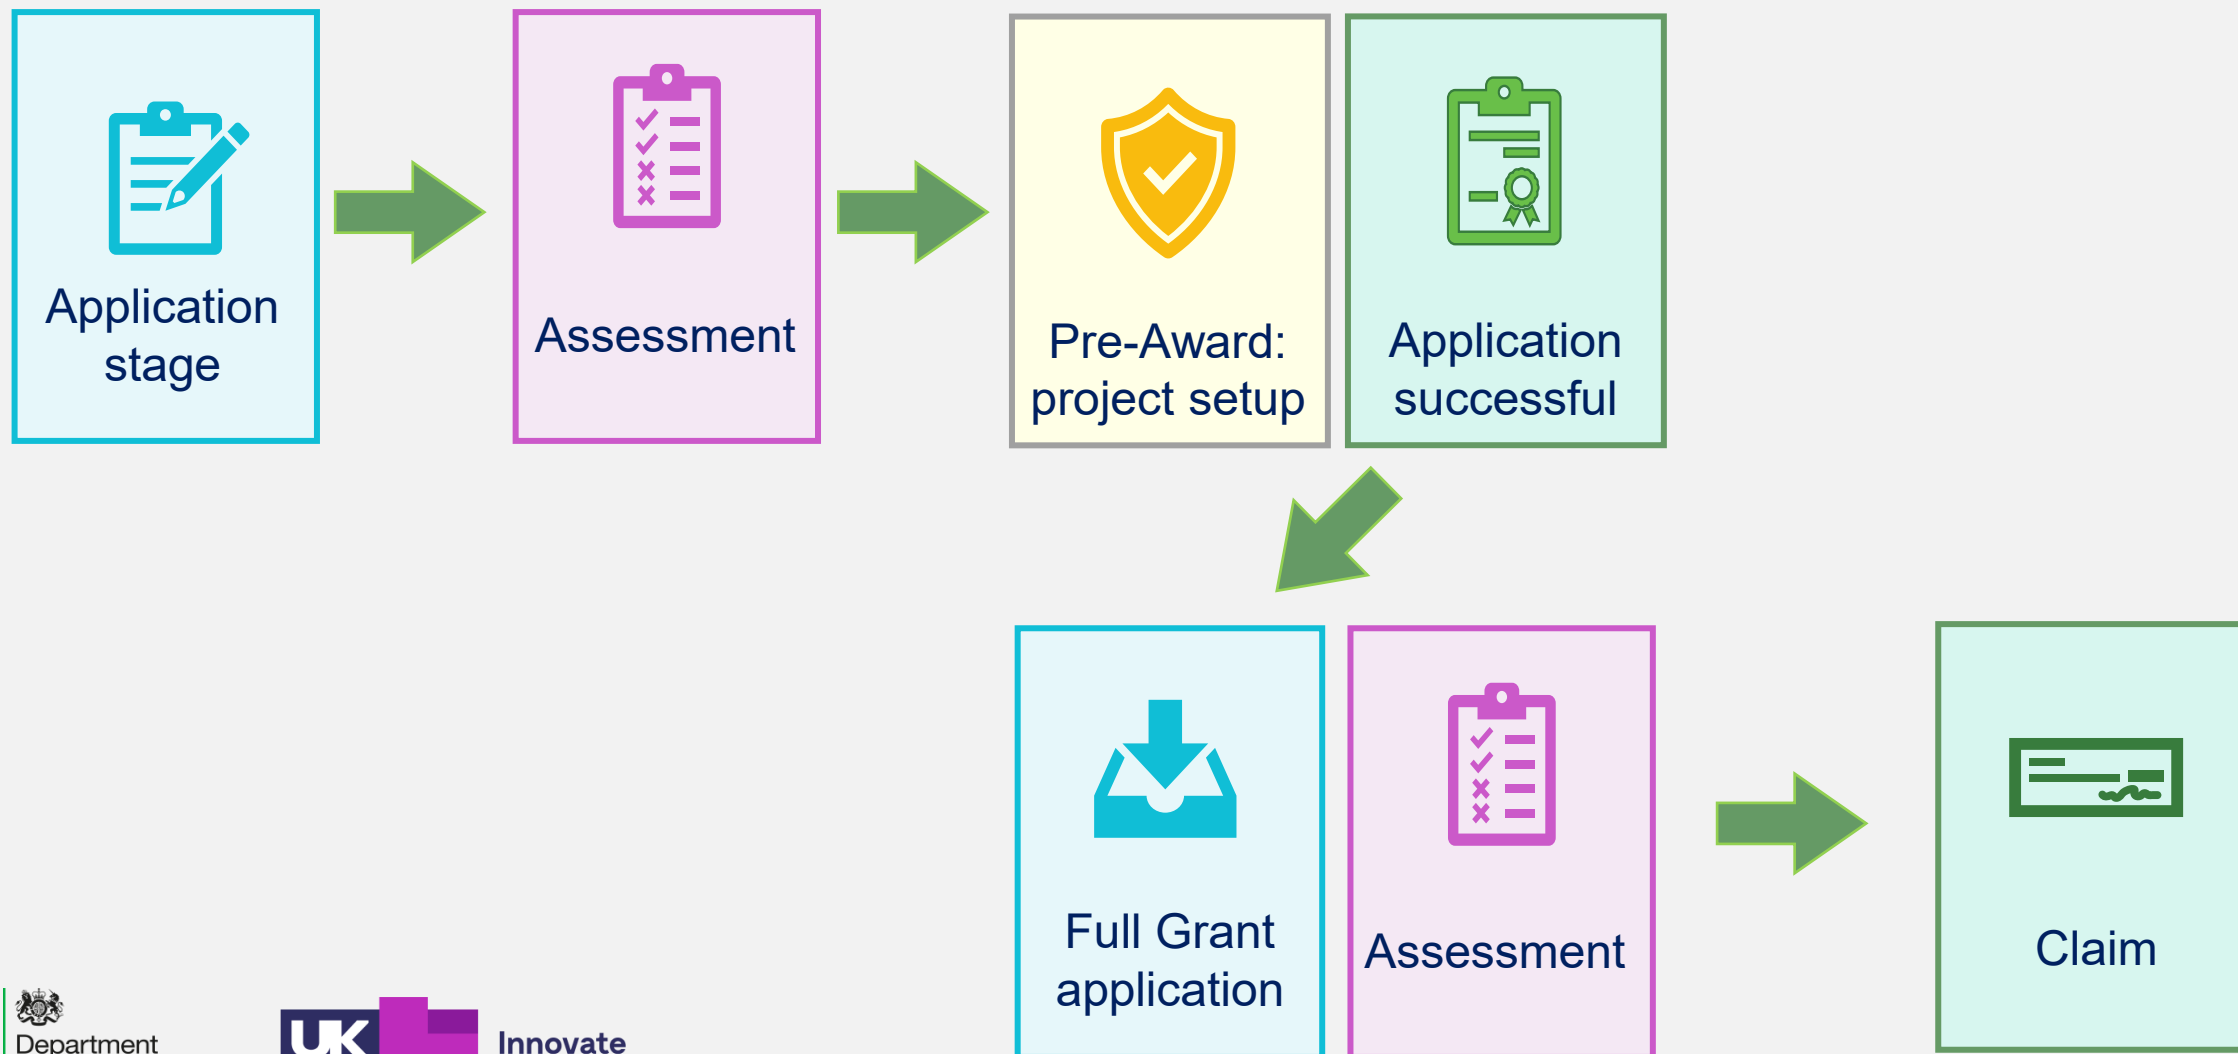 Application
stage
Assessment
Pre-Award:
project setup
Application
successful
Full Grant
application
Assessment
Claim
Department
UK
Innovate